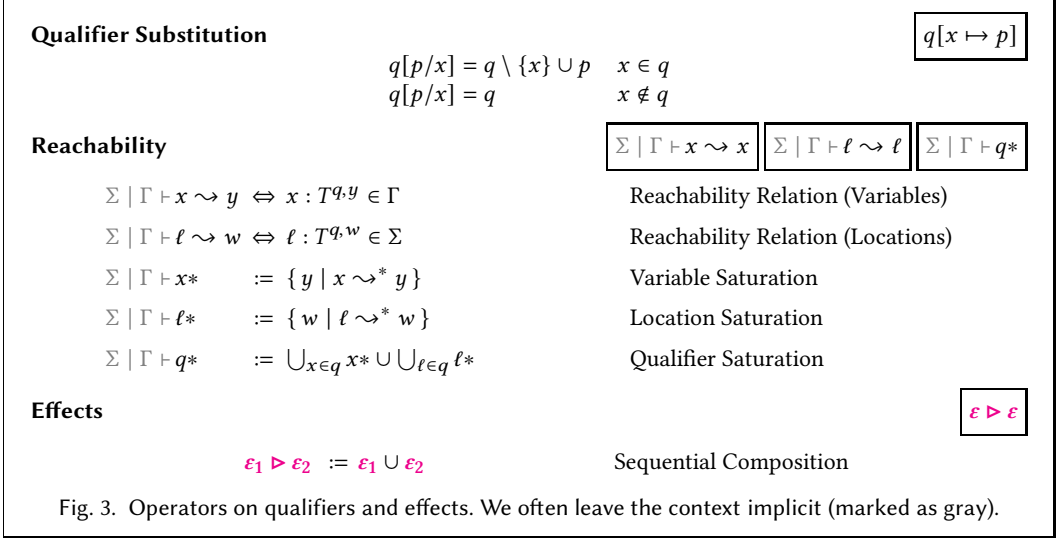 Qualifier Substitution q[x ↦ p]
q[p/x] = q \ {x} ∪ p x ∈ q
q[p/x] = q x ∉ q
Reachability Σ | Γ ⊢ x ⤳ x Σ | Γ ⊢ ℓ ⤳ ℓ Σ | Γ ⊢ q*
Σ | Γ ⊢ x ⤳ y ⇔ x : T^{q,y} ∈ Γ Reachability Relation (Variables)
Σ | Γ ⊢ ℓ ⤳ w ⇔ ℓ : T^{q,w} ∈ Σ Reachability Relation (Locations)
Σ | Γ ⊢ x* := { y | x ⤳* y } Variable Saturation
Σ | Γ ⊢ ℓ* := { w | ℓ ⤳* w } Location Saturation
Σ | Γ ⊢ q* := ⋃_{x∈q} x* ∪ ⋃_{ℓ∈q} ℓ* Qualifier Saturation
Effects ε ▷ ε
ε₁ ▷ ε₂ := ε₁ ∪ ε₂ Sequential Composition
Fig. 3. Operators on qualifiers and effects. We often leave the context implicit (marked as gray).